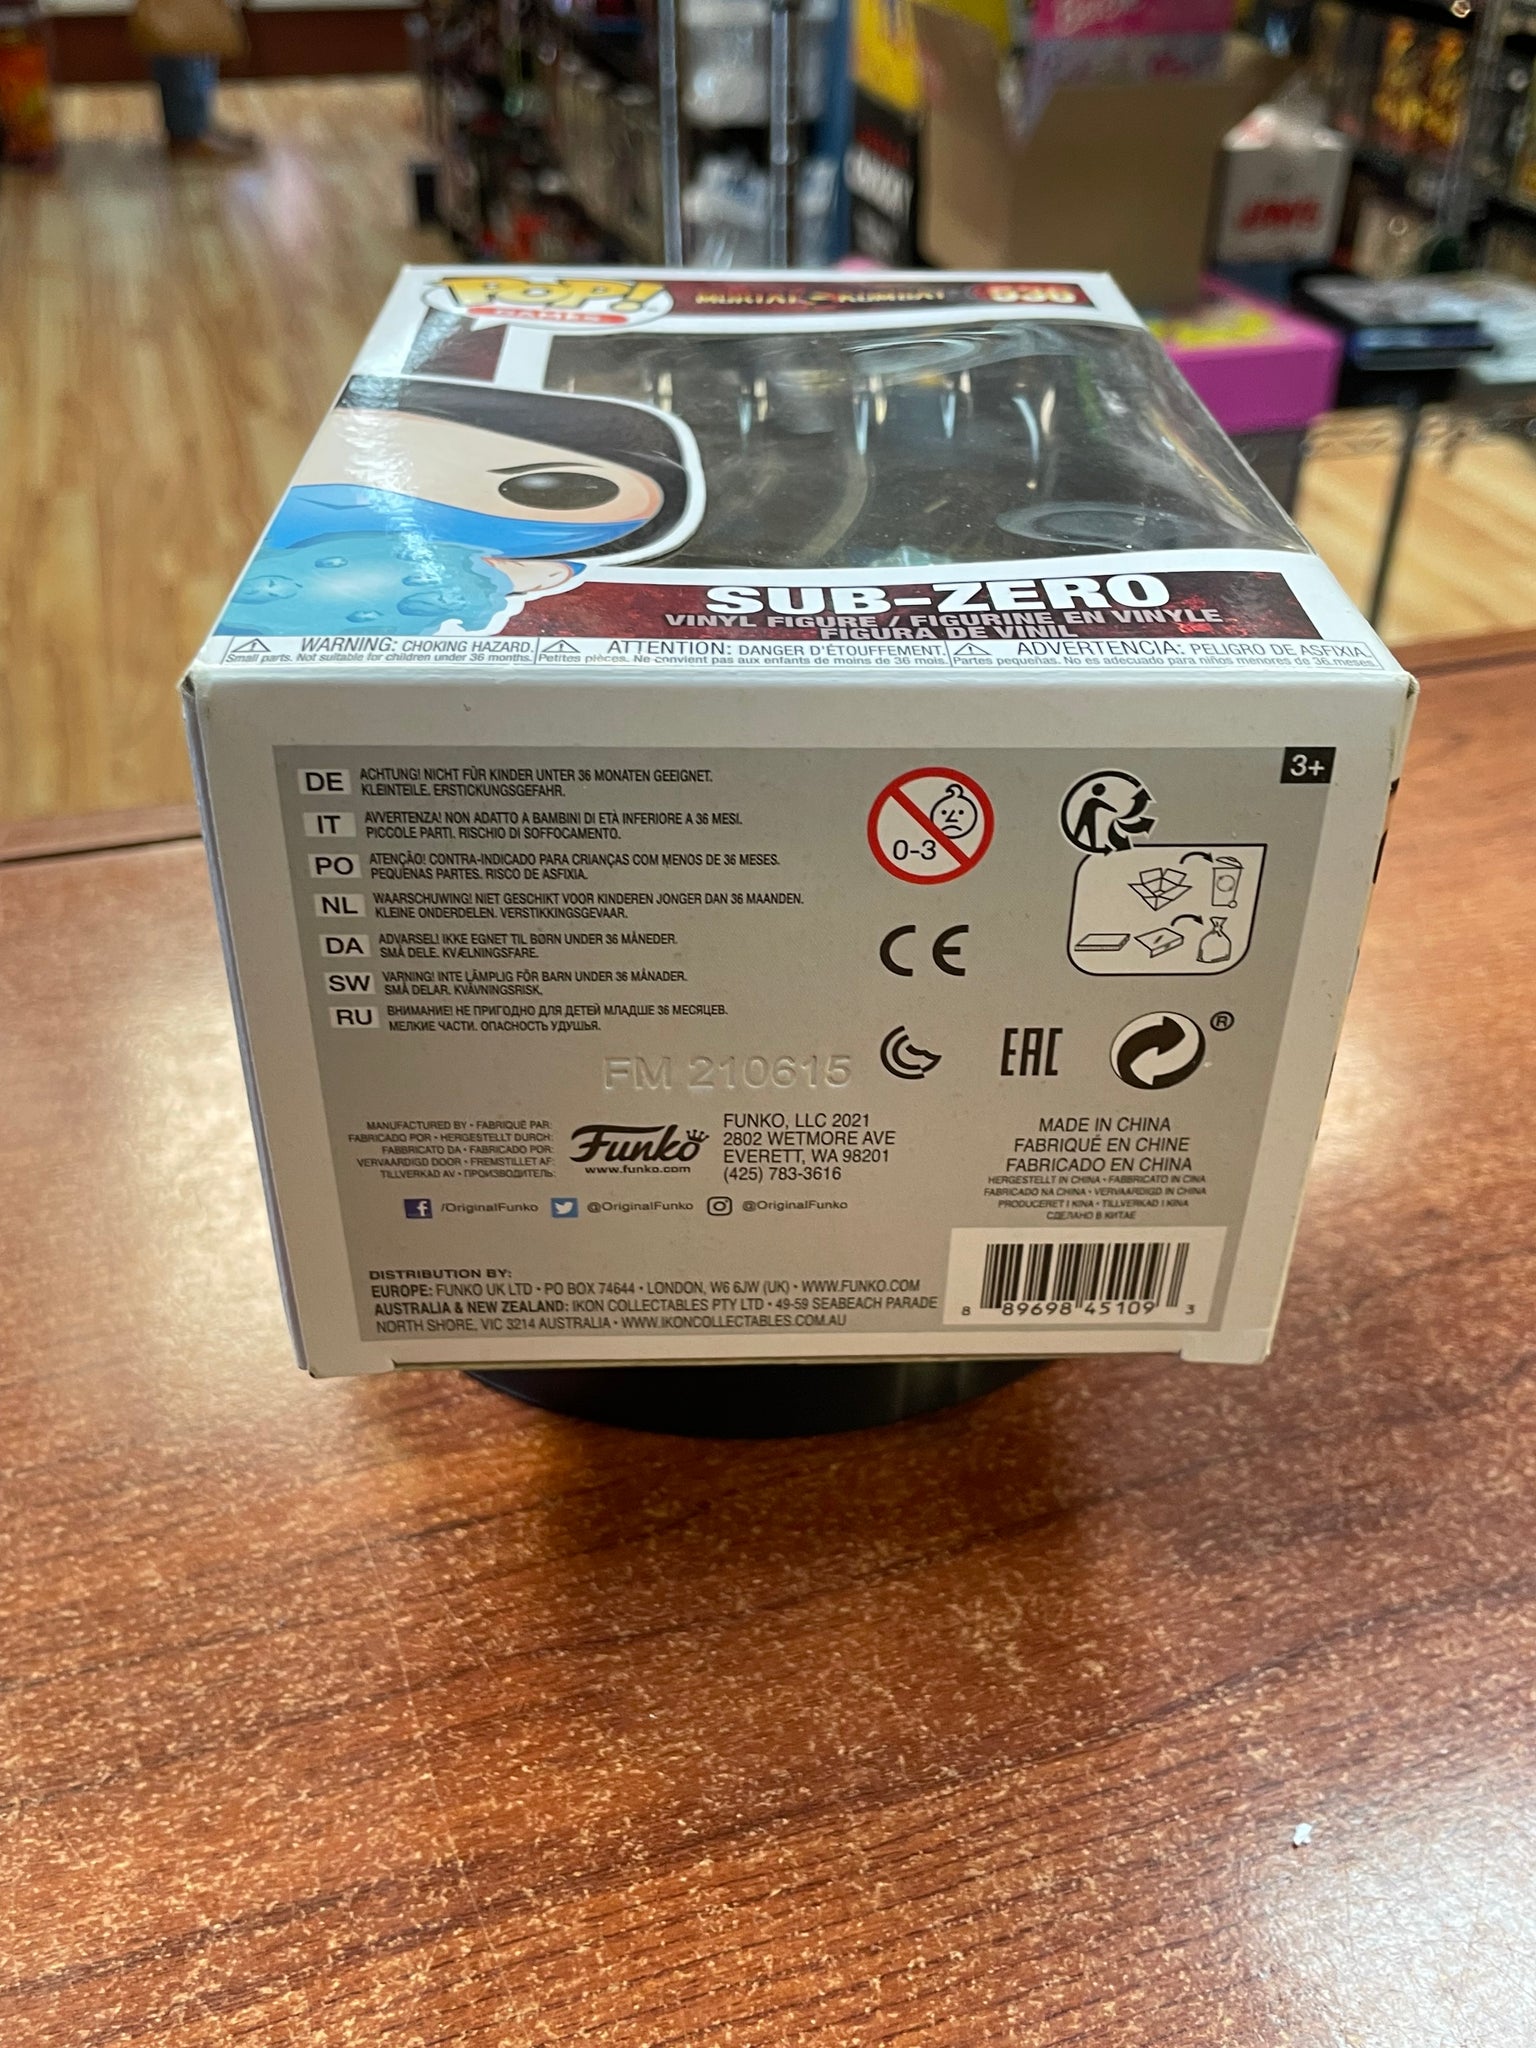 POP!
GAMES
MORTAL KOMBAT
536
SUB-ZERO
VINYL FIGURE / FIGURINE EN VINYLE
FIGURA DE VINIL
WARNING: CHOKING HAZARD.
Small parts. Not suitable for children under 36 months.
ATTENTION: DANGER D'ÉTOUFFEMENT.
Petites pièces. Ne convient pas aux enfants de moins de 36 mois.
ADVERTENCIA: PELIGRO DE ASFIXIA.
Partes pequeñas. No es adecuado para niños menores de 36 meses.
3+
DE ACHTUNG! NICHT FÜR KINDER UNTER 36 MONATEN GEEIGNET.
KLEINTEILE. ERSTICKUNGSGEFAHR.
IT AVVERTENZA! NON ADATTO A BAMBINI DI ETÀ INFERIORE A 36 MESI.
PICCOLE PARTI. RISCHIO DI SOFFOCAMENTO.
PO ATENÇÃO! CONTRA-INDICADO PARA CRIANÇAS COM MENOS DE 36 MESES.
PEQUENAS PARTES. RISCO DE ASFIXIA.
NL WAARSCHUWING! NIET GESCHIKT VOOR KINDEREN JONGER DAN 36 MAANDEN.
KLEINE ONDERDELEN. VERSTIKKINGSGEVAAR.
DA ADVARSEL! IKKE EGNET TIL BØRN UNDER 36 MÅNEDER.
SMÅ DELE. KVÆLNINGSFARE.
SW VARNING! INTE LÄMPLIG FÖR BARN UNDER 36 MÅNADER.
SMÅ DELAR. KVÄVNINGSRISK.
RU ВНИМАНИЕ! НЕ ПРИГОДНО ДЛЯ ДЕТЕЙ МЛАДШЕ 36 МЕСЯЦЕВ.
МЕЛКИЕ ЧАСТИ. ОПАСНОСТЬ УДУШЬЯ.
0-3
CE
FM 210615
EAC
®
MANUFACTURED BY • FABRIQUÉ PAR:
FABRICADO POR • HERGESTELLT DURCH:
FABBRICATO DA • FABRICADO POR:
VERVAARDIGD DOOR • FREMSTILLET AF:
TILLVERKAD AV • ПРОИЗВОДИТЕЛЬ:
Funko
www.funko.com
FUNKO, LLC 2021
2802 WETMORE AVE
EVERETT, WA 98201
(425) 783-3616
/OriginalFunko @OriginalFunko @OriginalFunko
MADE IN CHINA
FABRIQUÉ EN CHINE
FABRICADO EN CHINA
HERGESTELLT IN CHINA • FABBRICATO IN CINA
FABRICADO NA CHINA • VERVAARDIGD IN CHINA
PRODUCERET I KINA • TILLVERKAD I KINA
СДЕЛАНО В КИТАЕ
DISTRIBUTION BY:
EUROPE: FUNKO UK LTD • PO BOX 74644 • LONDON, W6 6JW (UK) • WWW.FUNKO.COM
AUSTRALIA & NEW ZEALAND: IKON COLLECTABLES PTY LTD • 49-59 SEABEACH PARADE
NORTH SHORE, VIC 3214 AUSTRALIA • WWW.IKONCOLLECTABLES.COM.AU
8 89698 45109 3